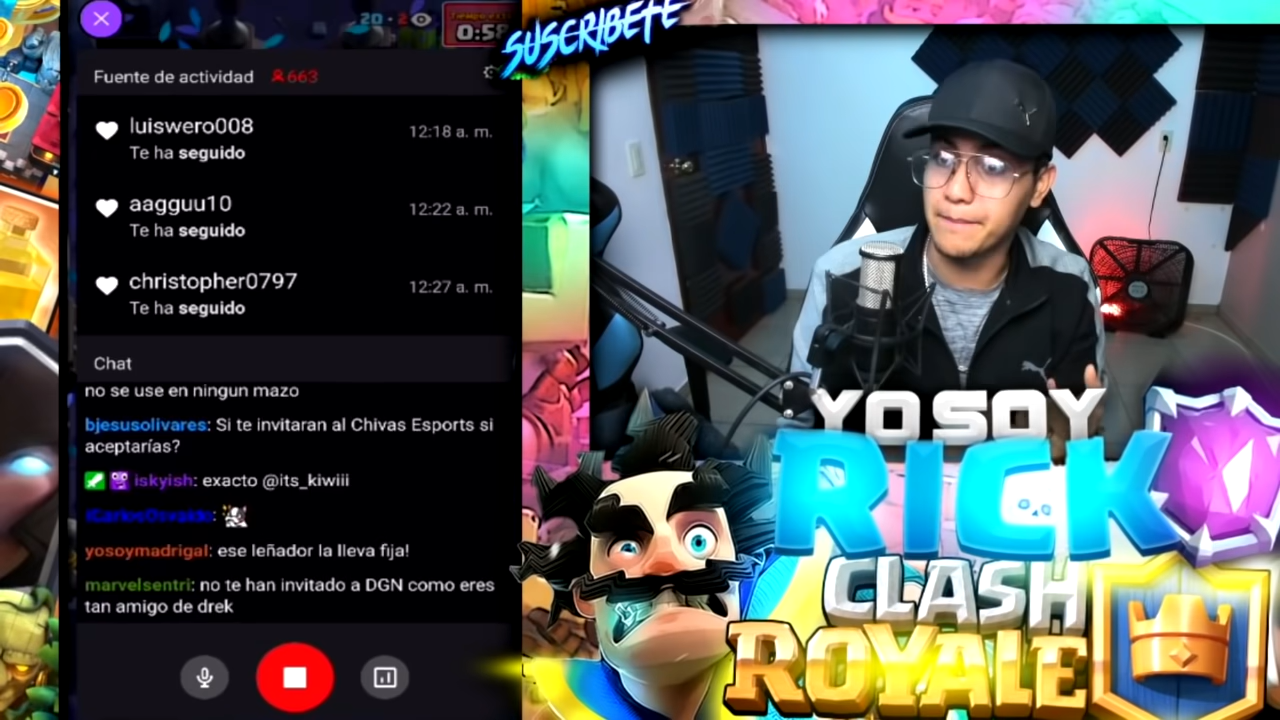 20 - 2
0:58
SUSCRIBETE
Fuente de actividad 663
luiswero008
12:18 a. m.
Te ha seguido
aagguu10
12:22 a. m.
Te ha seguido
christopher0797
12:27 a. m.
Te ha seguido
Chat
no se use en ningun mazo
bjesusolivares: Si te invitaran al Chivas Esports si
aceptarías?
iskyish: exacto @its_kiwiii
yosoymadrigal: ese leñador la lleva fija!
marvelsentri: no te han invitado a DGN como eres
tan amigo de drek
YO SOY
RICK
CLASH
ROYALE